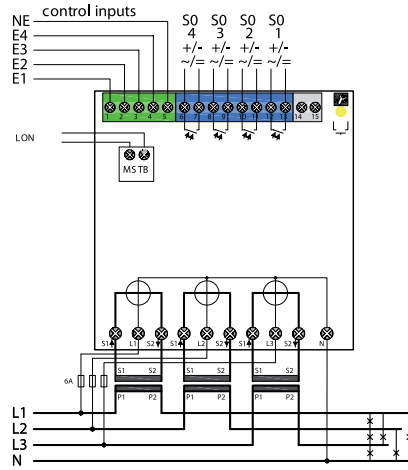 control inputs
NE
E4
E3
E2
E1
S0 S0 S0 S0
4 3 2 1
+/- +/- +/- +/-
~/= ~/= ~/= ~/=
1 2 3 4 5 6 7 8 9 10 11 12 13 14 15
LON
MS TB
S1 L1 S2 S1 L2 S2 S1 L3 S2 N
S1 S2 S1 S2 S1 S2
6A
P1 P2 P1 P2 P1 P2
L1
L2
L3
N